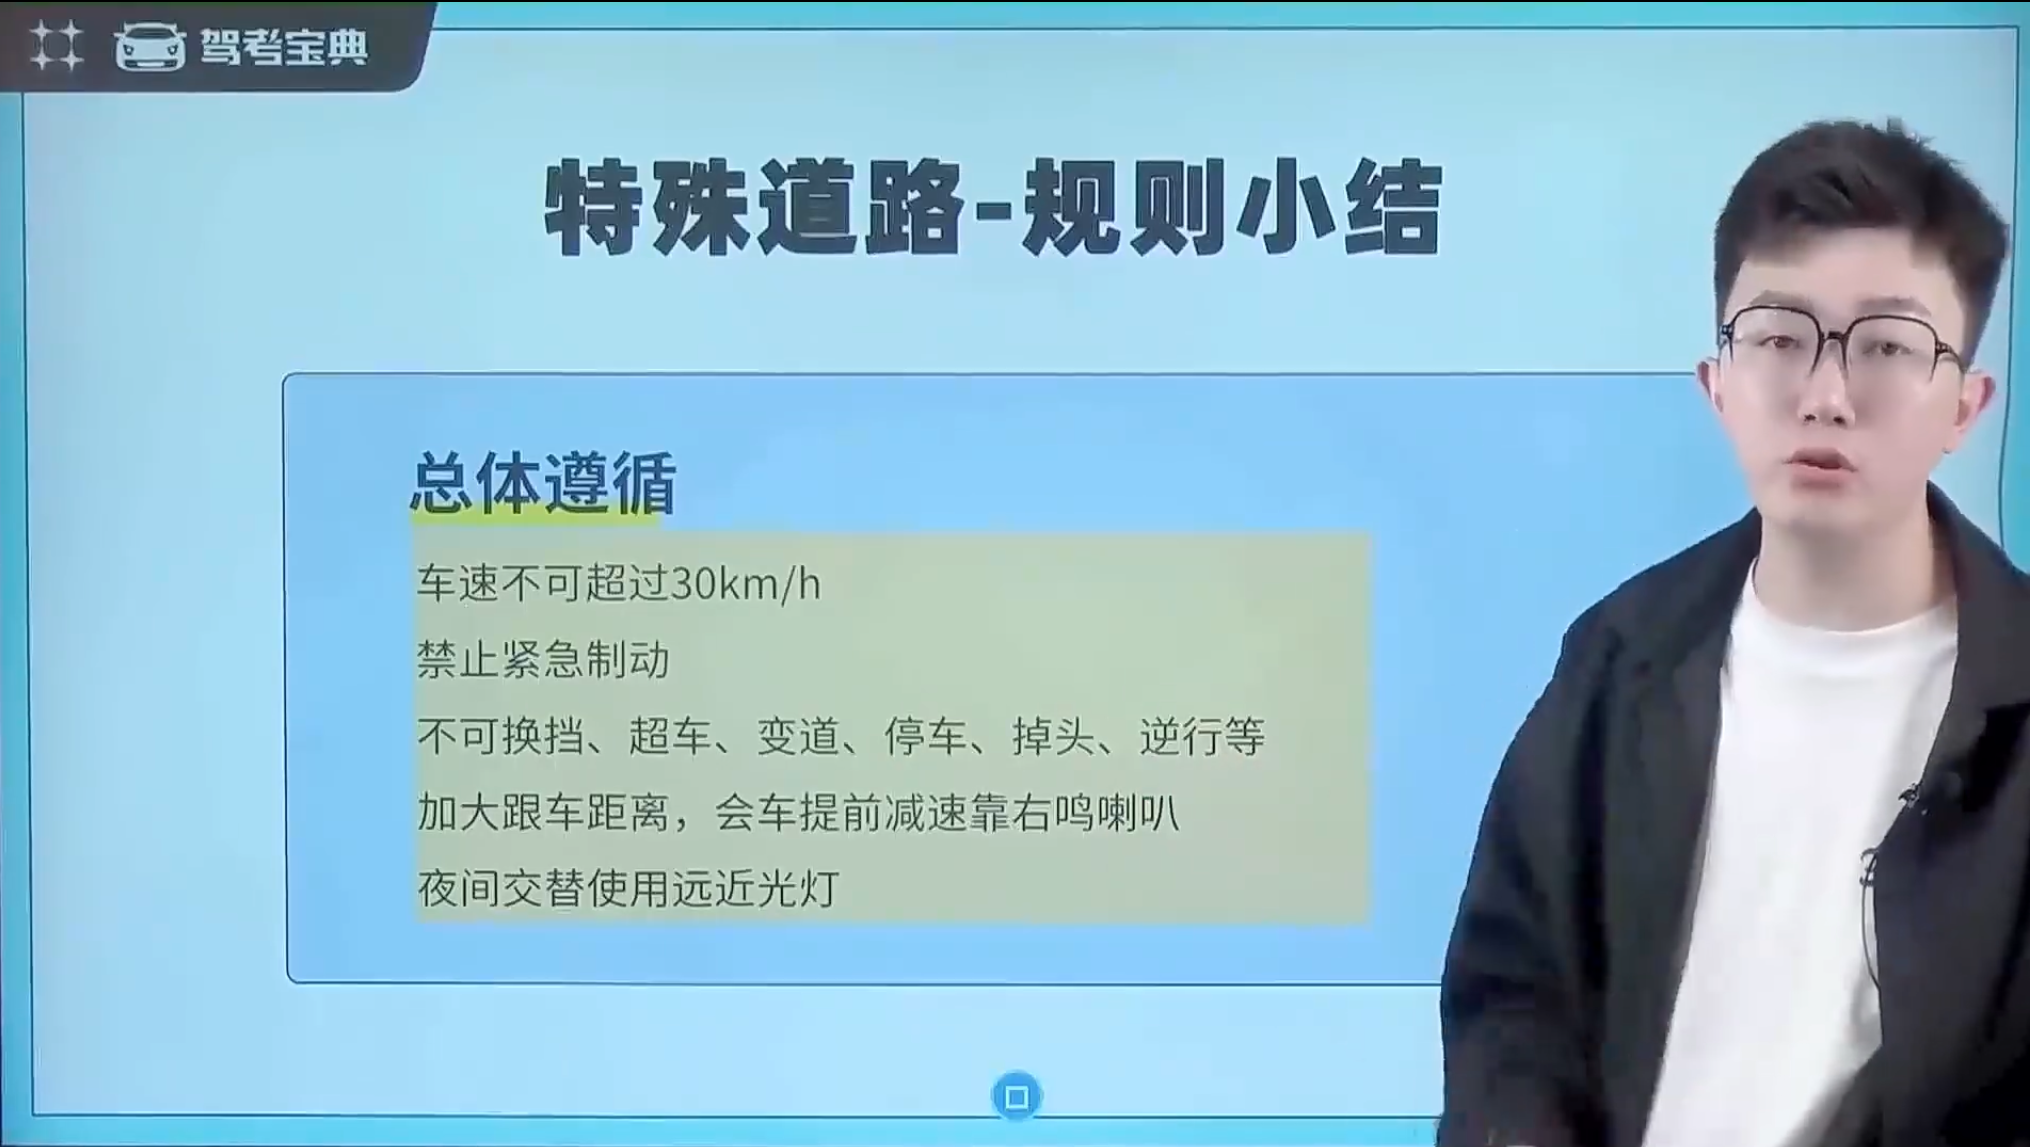 驾考宝典
特殊道路-规则小结
总体遵循
车速不可超过30km/h
禁止紧急制动
不可换挡、超车、变道、停车、掉头、逆行等
加大跟车距离，会车提前减速靠右鸣喇叭
夜间交替使用远近光灯